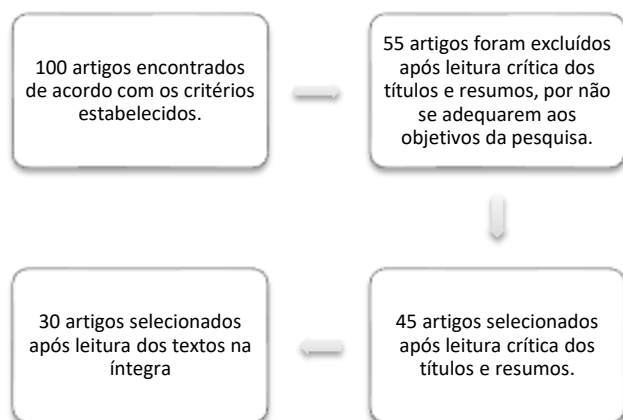 100 artigos encontrados
de acordo com os critérios
estabelecidos.
55 artigos foram excluídos
após leitura crítica dos
títulos e resumos, por não
se adequarem aos
objetivos da pesquisa.
45 artigos selecionados
após leitura crítica dos
títulos e resumos.
30 artigos selecionados
após leitura dos textos na
íntegra